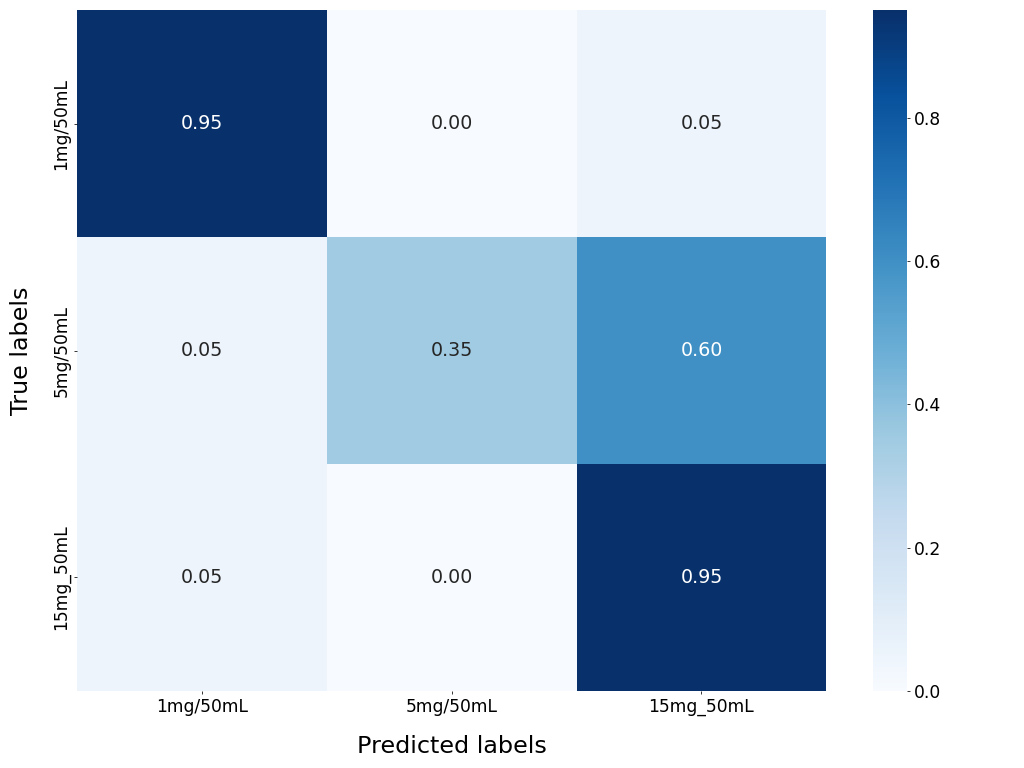 True labels
1mg/50mL
0.95 0.00 0.05
5mg/50mL
0.05 0.35 0.60
15mg_50mL
0.05 0.00 0.95
1mg/50mL 5mg/50mL 15mg_50mL
Predicted labels
0.8
0.6
0.4
0.2
0.0